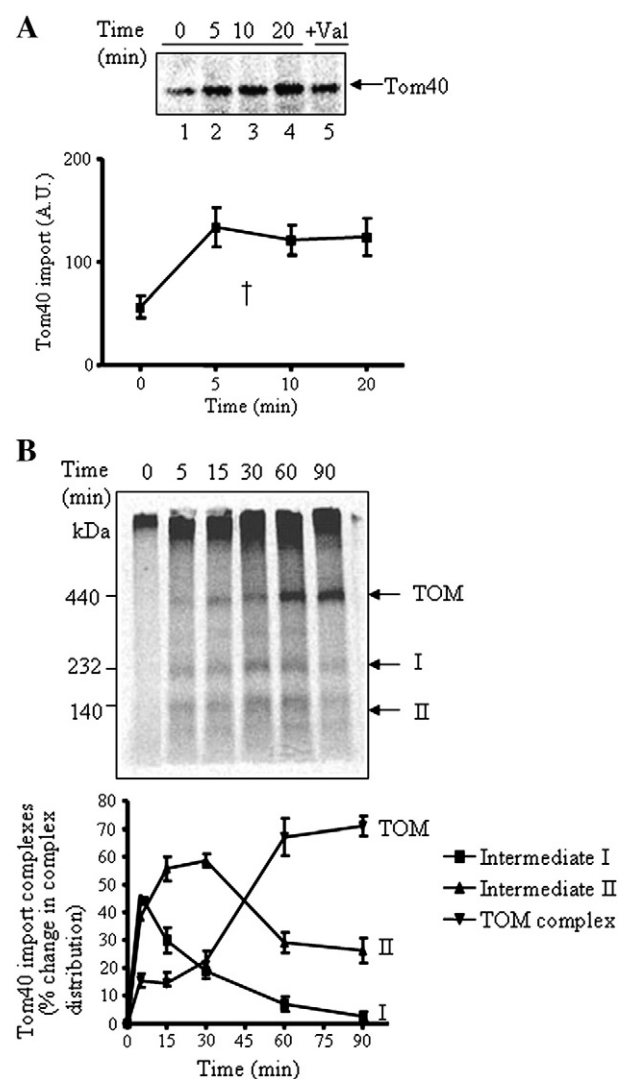 A
Time (min) 0 5 10 20 +Val
Tom40
1 2 3 4 5
Tom40 import (A.U.)
200
100
0
†
0 5 10 20
Time (min)
B
Time (min) 0 5 15 30 60 90
kDa
440
232
140
TOM
I
II
Tom40 import complexes
(% change in complex
distribution)
80
70
60
50
40
30
20
10
0
TOM
II
I
0 15 30 45 60 75 90
Time (min)
Intermediate I
Intermediate II
TOM complex